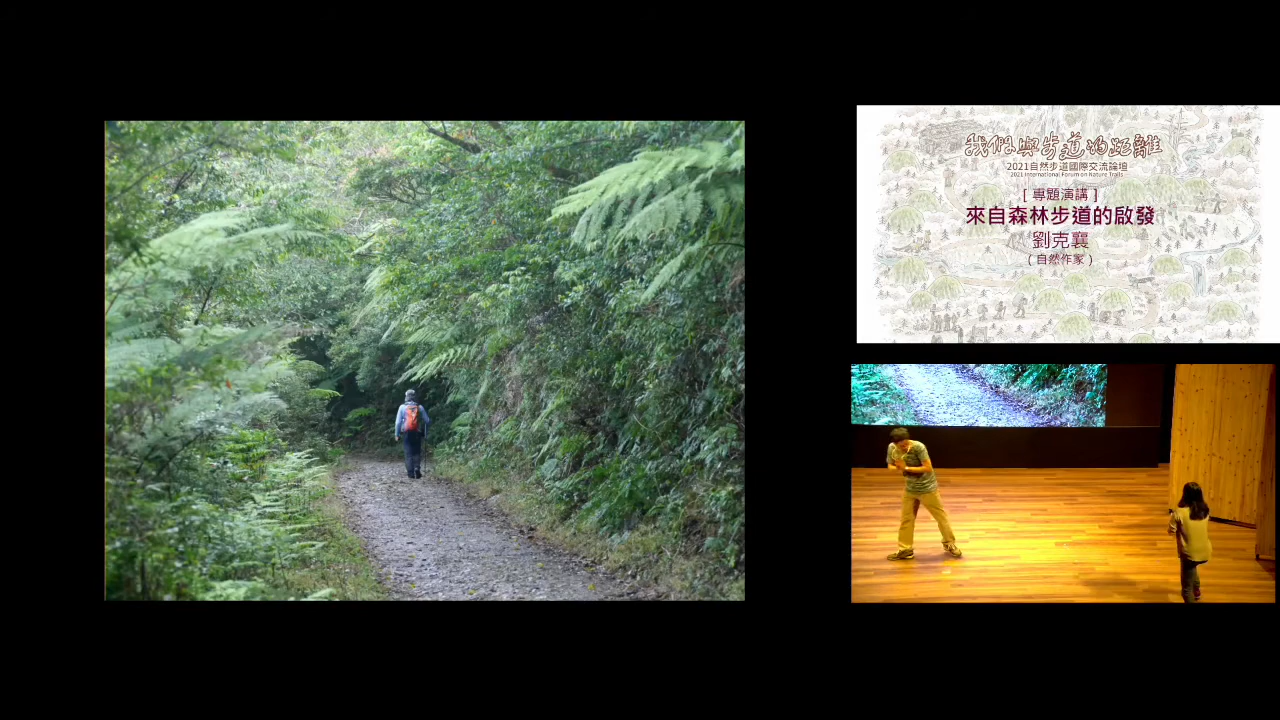 我們與步道的距離
2021自然步道國際交流論壇
2021 International Forum on Nature Trails
[ 專題演講 ]
來自森林步道的啟發
劉克襄
( 自然作家 )